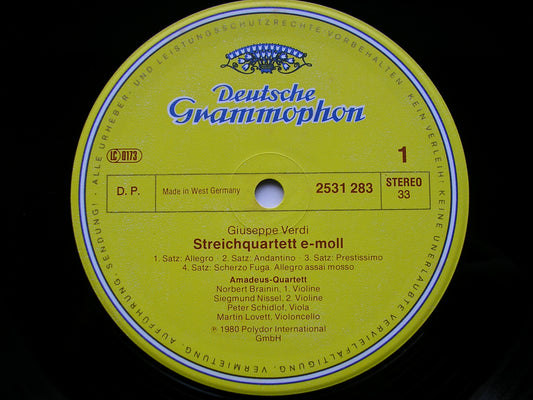 ALLE URHEBER- UND LEISTUNGSSCHUTZRECHTE VORBEHALTEN · KEIN VERLEIH! · KEINE UNERLAUBTE VERVIELFÄLTIGUNG, VERMIETUNG, AUFFÜHRUNG, SENDUNG! ·
Deutsche
Grammophon
LC 0173
1
D. P.
Made in West Germany
2531 283
STEREO
33
Giuseppe Verdi
Streichquartett e-moll
1. Satz: Allegro · 2. Satz: Andantino · 3. Satz: Prestissimo
4. Satz: Scherzo Fuga. Allegro assai mosso
Amadeus-Quartett
Norbert Brainin, 1. Violine
Siegmund Nissel, 2. Violine
Peter Schidlof, Viola
Martin Lovett, Violoncello
℗ 1980 Polydor International
GmbH